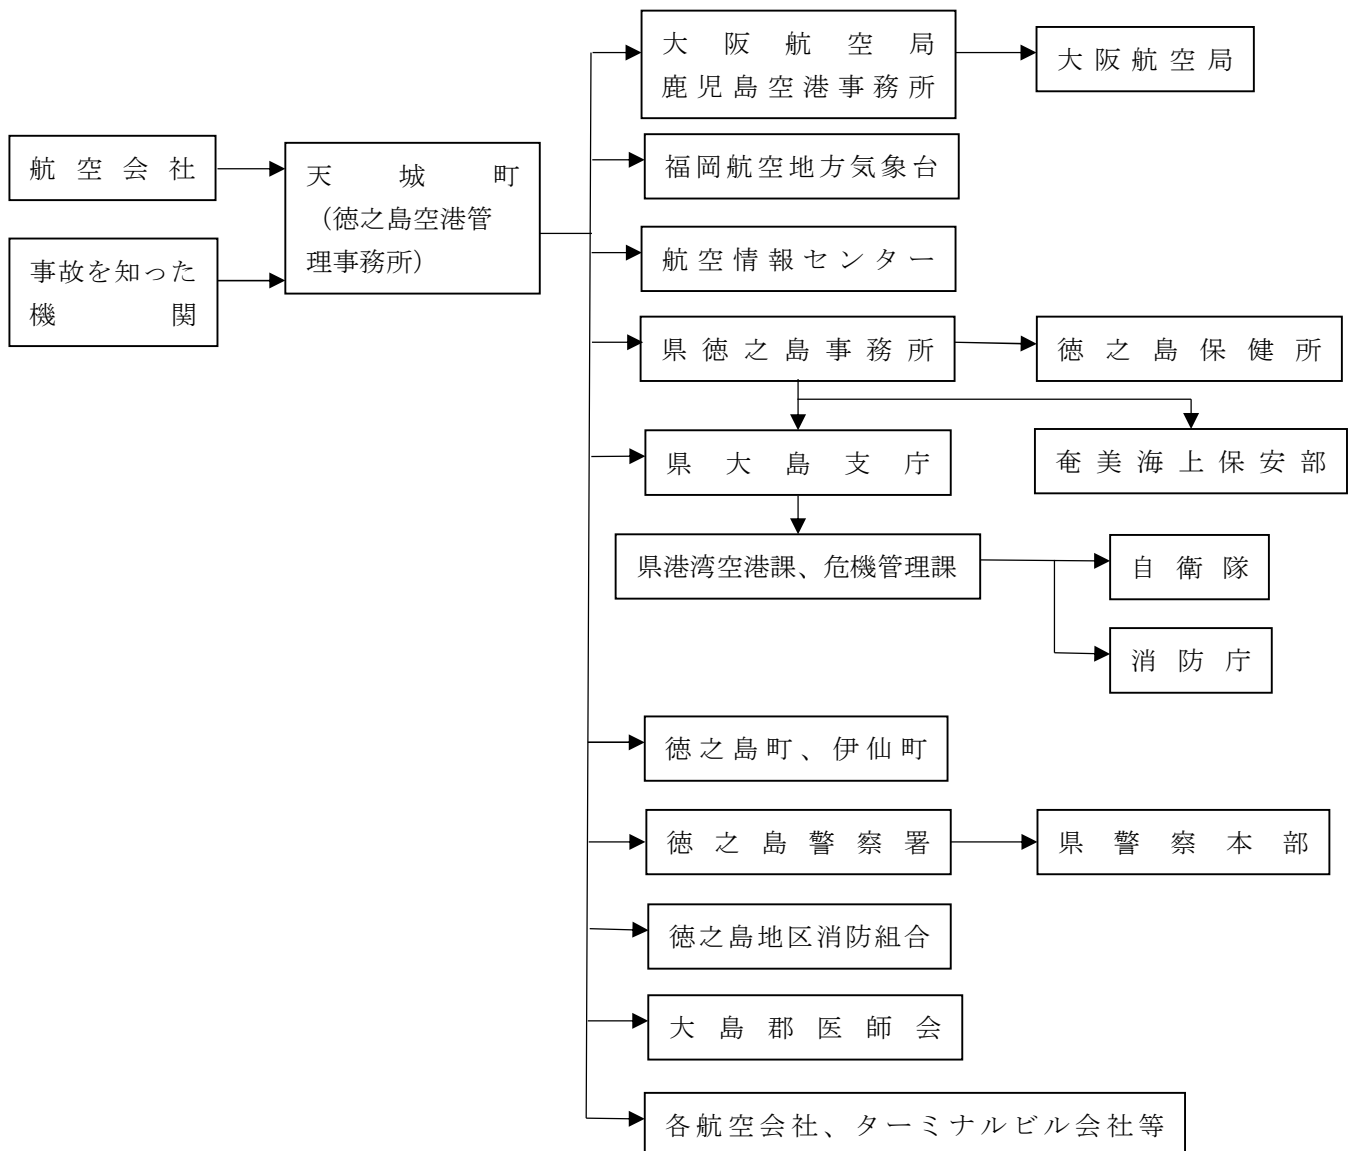 大阪航空局
鹿児島空港事務所
大阪航空局
航空会社
天城町
（徳之島空港管
理事務所）
福岡航空地方気象台
事故を知った
機関
航空情報センター
県徳之島事務所
徳之島保健所
県大島支庁
奄美海上保安部
県港湾空港課、危機管理課
自衛隊
消防庁
徳之島町、伊仙町
徳之島警察署
県警察本部
徳之島地区消防組合
大島郡医師会
各航空会社、ターミナルビル会社等